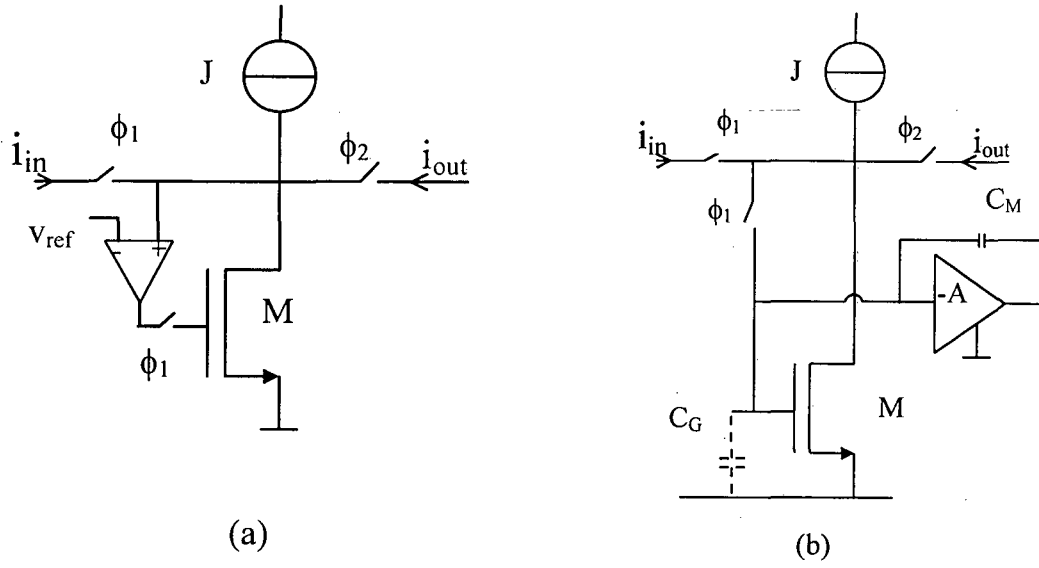 J
i_in
ϕ₁
ϕ₂
i_out
v_ref
-
+
M
ϕ₁
(a)
J
i_in
ϕ₁
ϕ₂
i_out
ϕ₁
C_M
-A
C_G
M
(b)